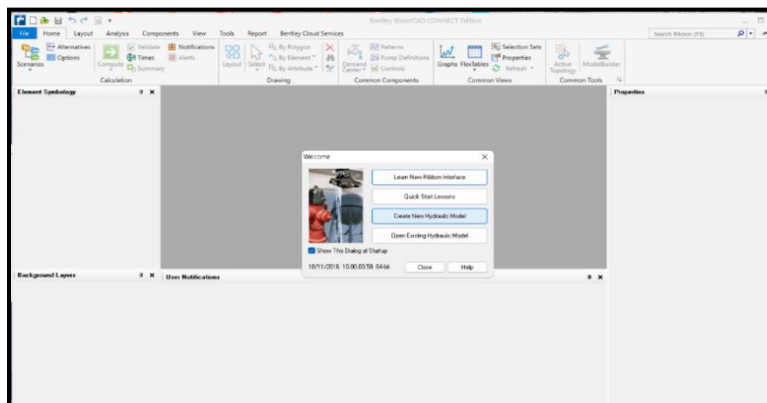 Bentley WaterCAD CONNECT Edition
File Home Layout Analysis Components View Tools Report Bentley Cloud Services Search Ribbon (F3)
Scenarios Alternatives Options Compute Validate Times Summary Notifications Alerts Layout Select By Polygon By Element By Attribute Demand Center Patterns Pump Definitions Controls Graphs FlexTables Selection Sets Properties Refresh Active Topology ModelBuilder
Calculation Drawing Common Components Common Views Common Tools
Element Symbology Properties
Welcome
Learn New Ribbon Interface
Quick Start Lessons
Create New Hydraulic Model
Open Existing Hydraulic Model
Show This Dialog at Startup
18/11/2016 10.00.03.59 64-bit Close Help
Background Layers User Notifications